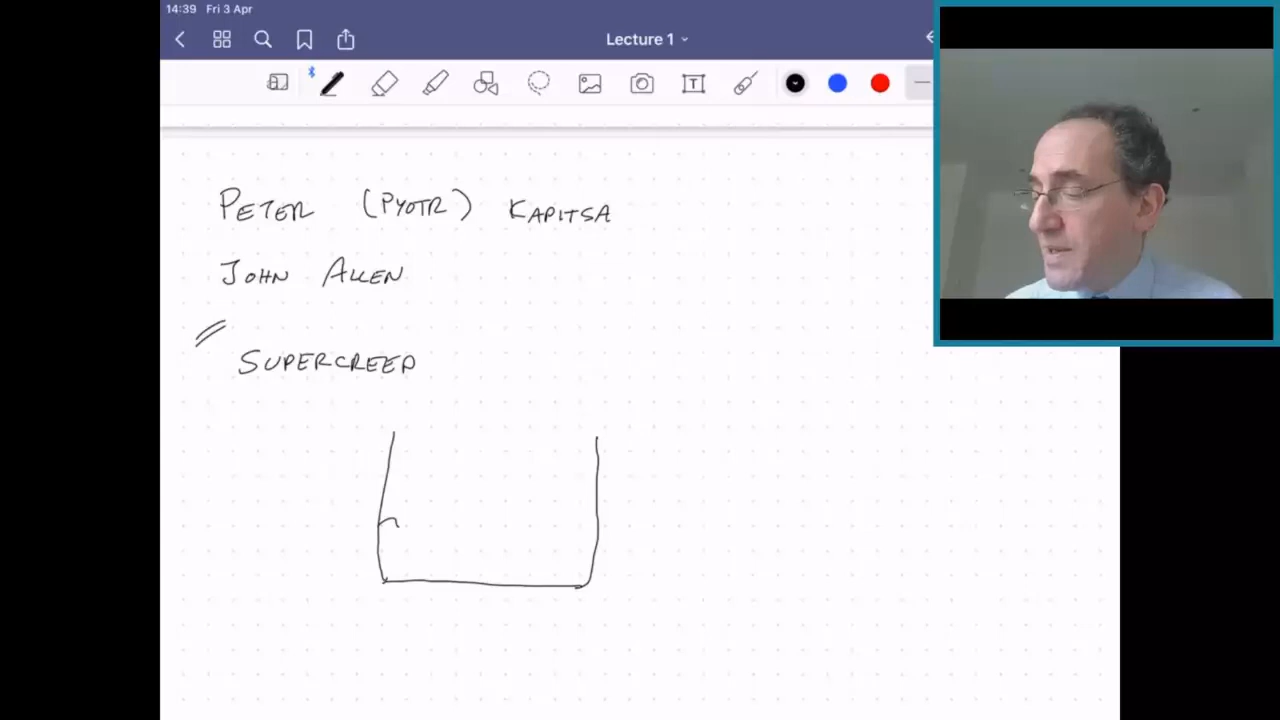 14:39 Fri 3 Apr
Lecture 1
T
PETER (PYOTR) KAPITSA
JOHN ALLEN
SUPERCREEP